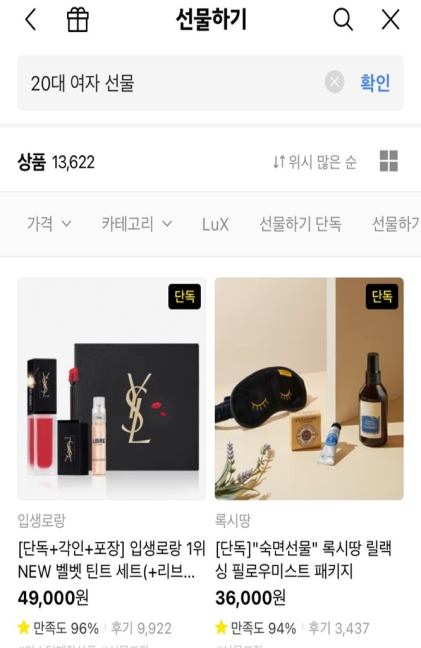 선물하기
20대 여자 선물
확인
상품 13,622
↓↑ 위시 많은 순
가격
카테고리
LuX
선물하기 단독
선물하기
단독
단독
YSL
LIBRE
입생로랑
[단독+각인+포장] 입생로랑 1위
NEW 벨벳 틴트 세트(+리브...
49,000원
만족도 96%
후기 9,922
록시땅
[단독]"숙면선물" 록시땅 릴랙
싱 필로우미스트 패키지
36,000원
만족도 94%
후기 3,437